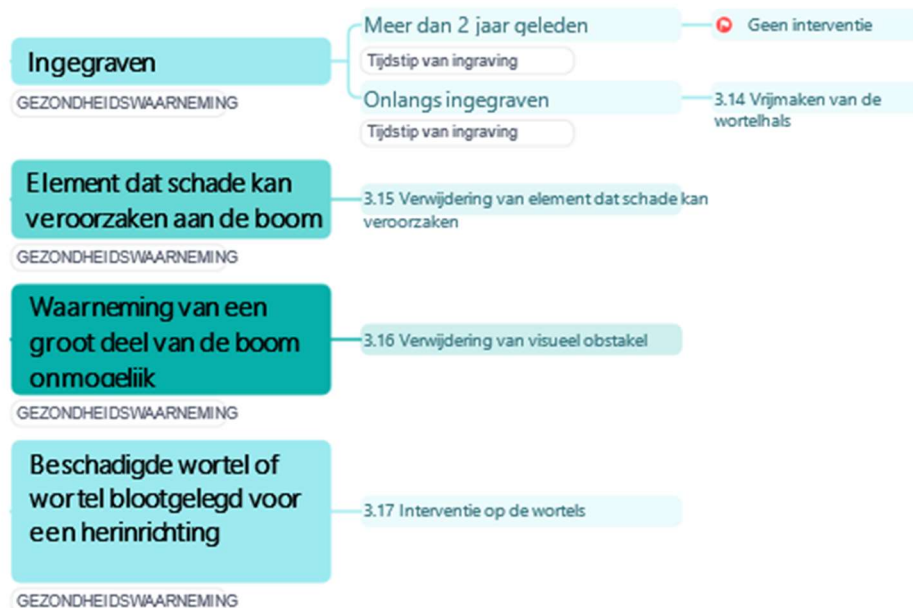 Ingegraven
GEZONDHEIDSWAARNEMING
Meer dan 2 jaar geleden
Tijdstip van ingraving
Geen interventie
Onlangs ingegraven
Tijdstip van ingraving
3.14 Vrijmaken van de
wortelhals
Element dat schade kan
veroorzaken aan de boom
GEZONDHEIDSWAARNEMING
3.15 Verwijdering van element dat schade kan
veroorzaken
Waarneming van een
groot deel van de boom
onmogelijk
GEZONDHEIDSWAARNEMING
3.16 Verwijdering van visueel obstakel
Beschadigde wortel of
wortel blootgelegd voor
een herinrichting
GEZONDHEIDSWAARNEMING
3.17 Interventie op de wortels